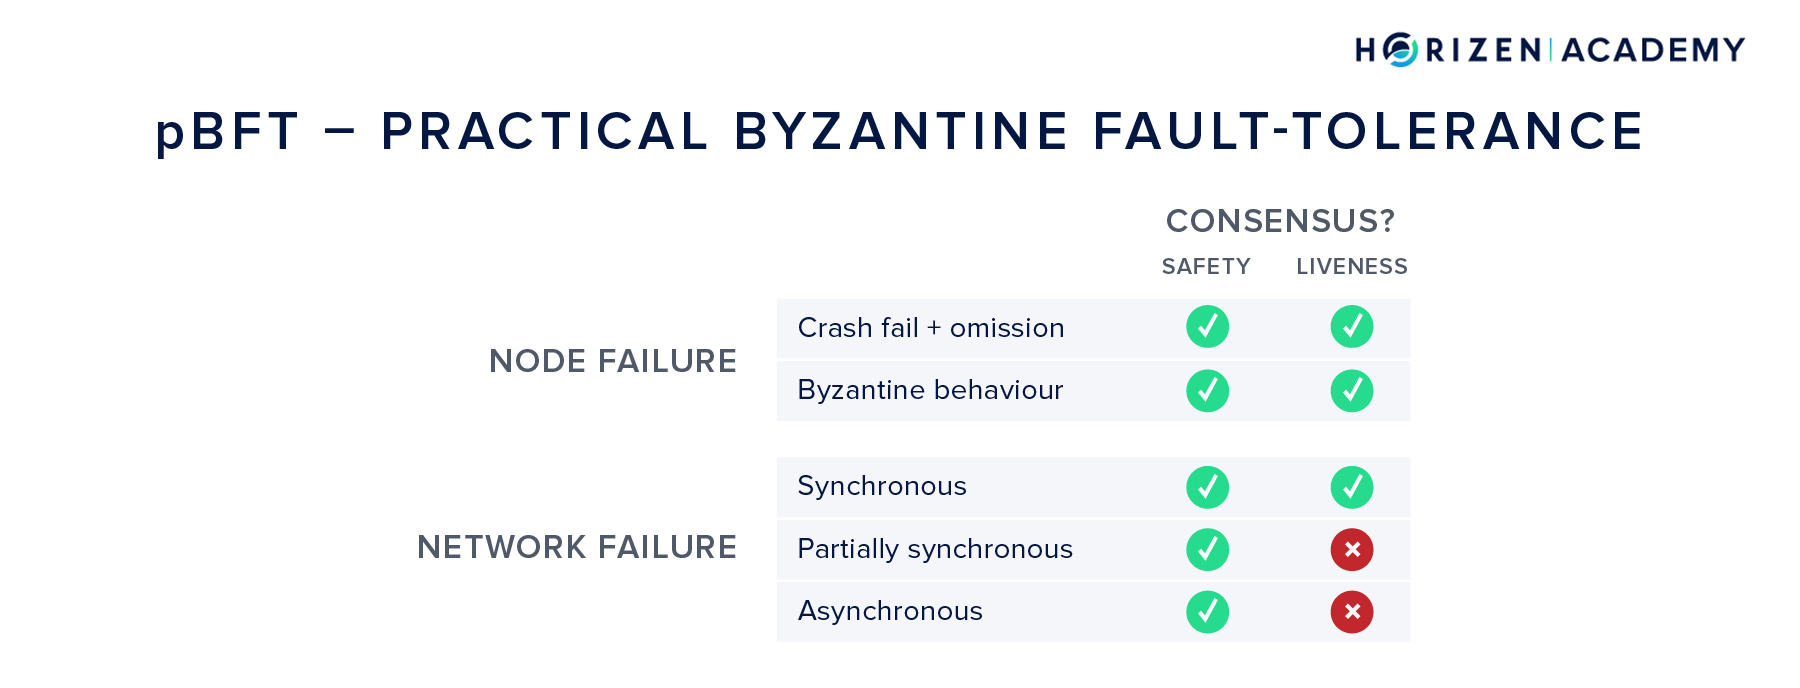 HORIZEN ACADEMY
pBFT – PRACTICAL BYZANTINE FAULT-TOLERANCE
CONSENSUS?
SAFETY LIVENESS
NODE FAILURE
Crash fail + omission
Byzantine behaviour
NETWORK FAILURE
Synchronous
Partially synchronous
Asynchronous